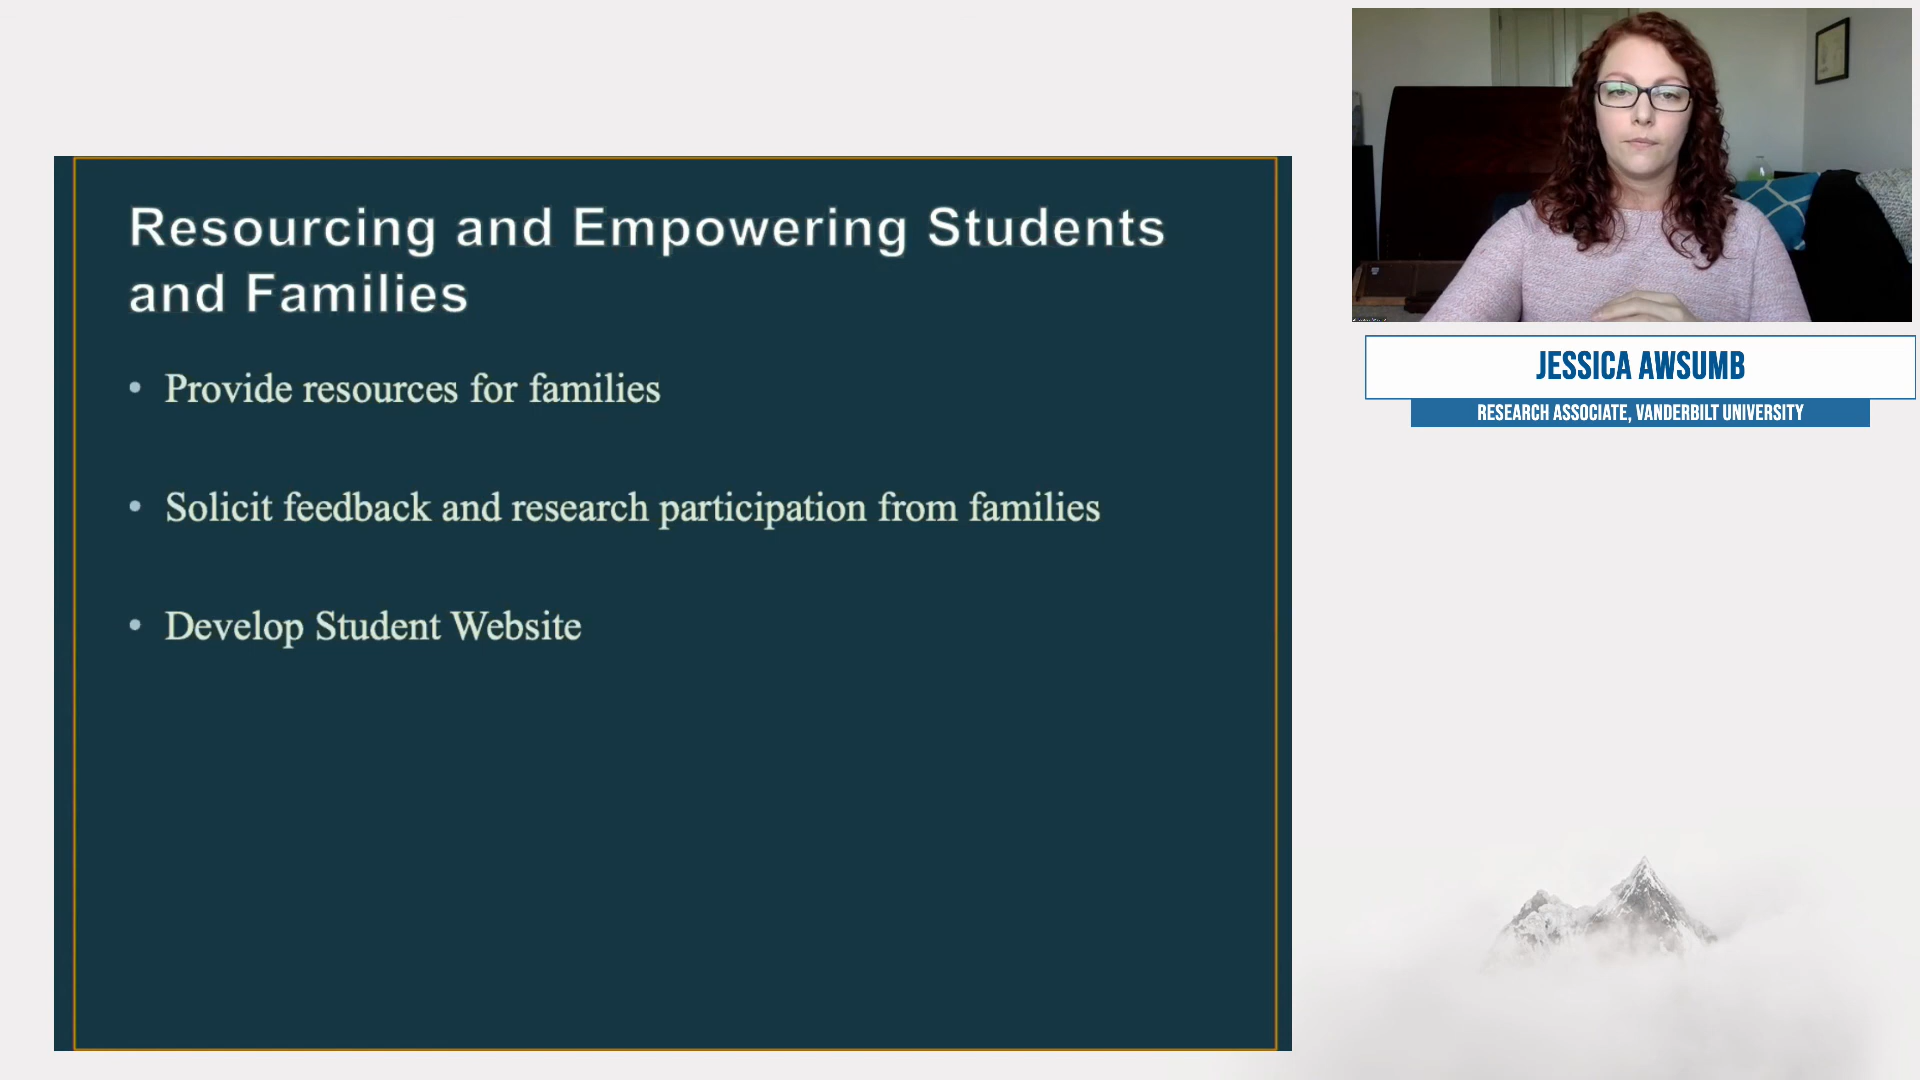 Resourcing and Empowering Students
and Families
• Provide resources for families
• Solicit feedback and research participation from families
• Develop Student Website
JESSICA AWSUMB
RESEARCH ASSOCIATE, VANDERBILT UNIVERSITY